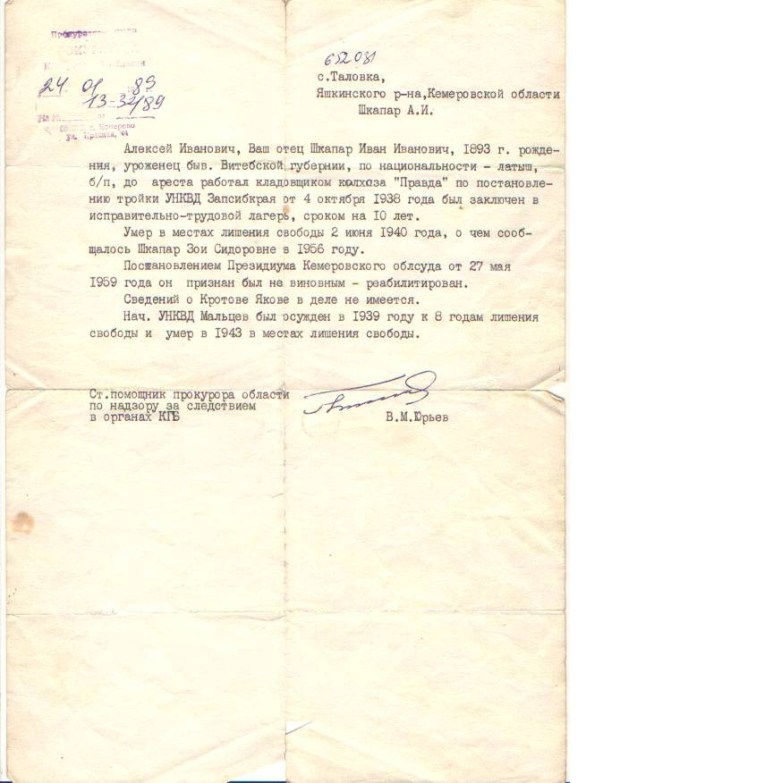 24 01 89
13-32/89
652081
с.Таловка,
Яшкинского р-на,Кемеровской области
Шкапар А.И.
Алексей Иванович, Ваш отец Шкапар Иван Иванович, 1893 г. рожде-
ния, уроженец быв. Витебской губернии, по национальности - латыш,
б/п, до ареста работал кладовщиком колхоза "Правда" по постановле-
нию тройки УНКВД Запсибкрая от 4 октября 1938 года был заключен в
исправительно-трудовой лагерь, сроком на 10 лет.
Умер в местах лишения свободы 2 июня 1940 года, о чем сооб-
щалось Шкапар Зои Сидоровне в 1956 году.
Постановлением Президиума Кемеровского облсуда от 27 мая
1959 года он признан был не виновным - реабилитирован.
Сведений о Кротове Якове в деле не имеется.
Нач. УНКВД Мальцев был осужден в 1939 году к 8 годам лишения
свободы и умер в 1943 в местах лишения свободы.
Ст.помощник прокурора области
по надзору за следствием
в органах КГБ
В.М.Юрьев